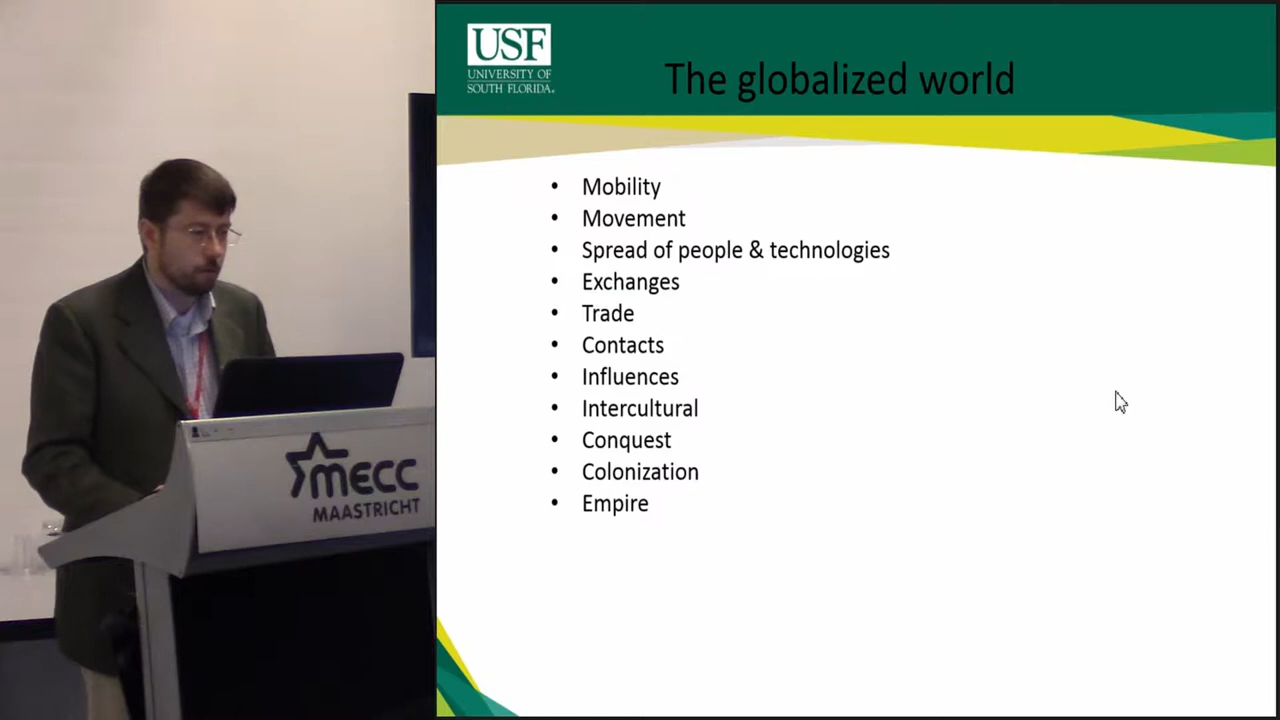 USF
UNIVERSITY OF
SOUTH FLORIDA®
The globalized world
• Mobility
• Movement
• Spread of people & technologies
• Exchanges
• Trade
• Contacts
• Influences
• Intercultural
• Conquest
• Colonization
• Empire
mecc
MAASTRICHT